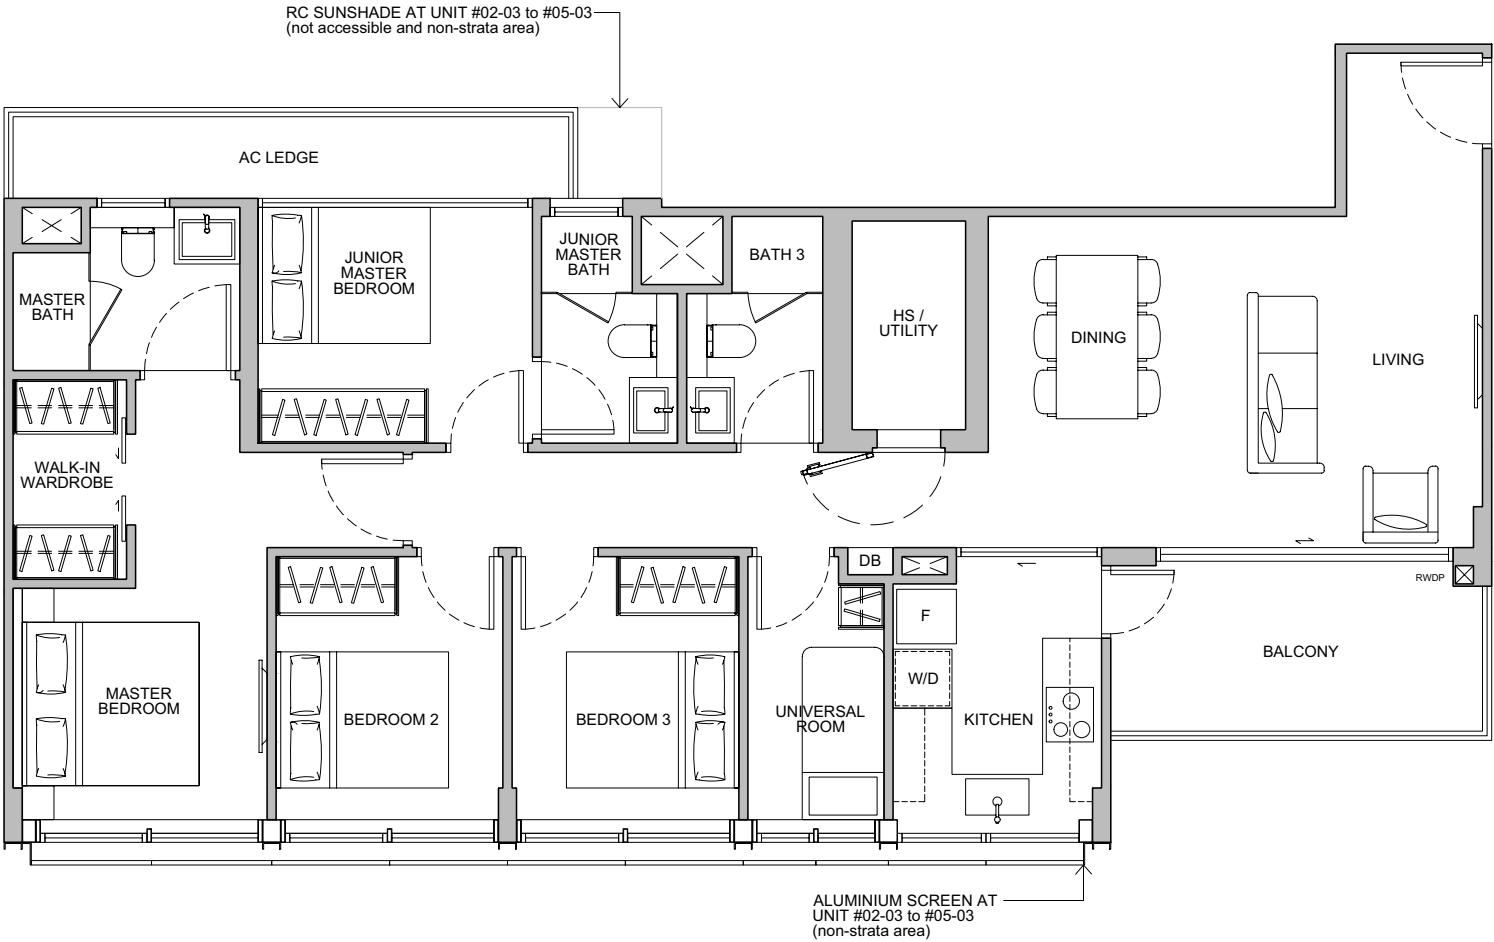 RC SUNSHADE AT UNIT #02-03 to #05-03
(not accessible and non-strata area)
AC LEDGE
JUNIOR
MASTER
BEDROOM
JUNIOR
MASTER
BATH
BATH 3
MASTER
BATH
HS /
UTILITY
DINING
LIVING
WALK-IN
WARDROBE
DB
RWDP
F
W/D
BALCONY
MASTER
BEDROOM
BEDROOM 2
BEDROOM 3
UNIVERSAL
ROOM
KITCHEN
ALUMINIUM SCREEN AT
UNIT #02-03 to #05-03
(non-strata area)